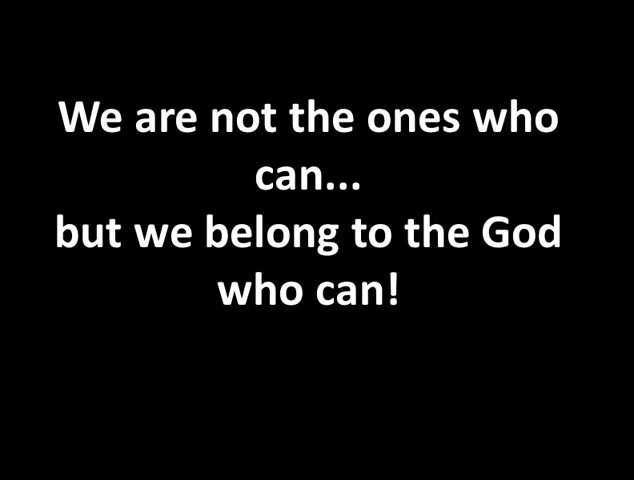 We are not the ones who
can...
but we belong to the God
who can!